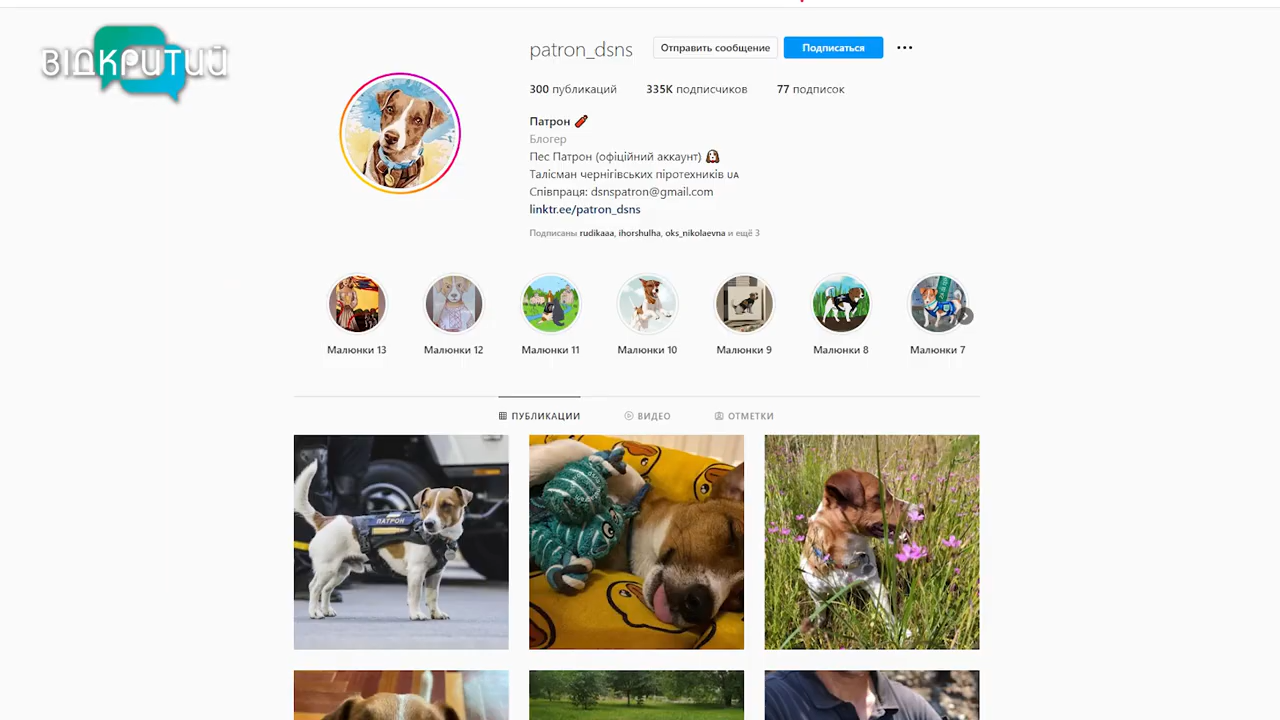 ВІДКРИТИЙ
patron_dsns Отправить сообщение Подписаться
300 публикаций 335K подписчиков 77 подписок
Патрон
Блогер
Пес Патрон (офіційний аккаунт)
Талісман чернігівських піротехніків UA
Співпраця: dsnspatron@gmail.com
linktr.ee/patron_dsns
Подписаны rudikaaa, ihorshulha, oks_nikolaevna и ещё 3
Малюнки 13 Малюнки 12 Малюнки 11 Малюнки 10 Малюнки 9 Малюнки 8 Малюнки 7
ПУБЛИКАЦИИ ВИДЕО ОТМЕТКИ
ПАТРОН